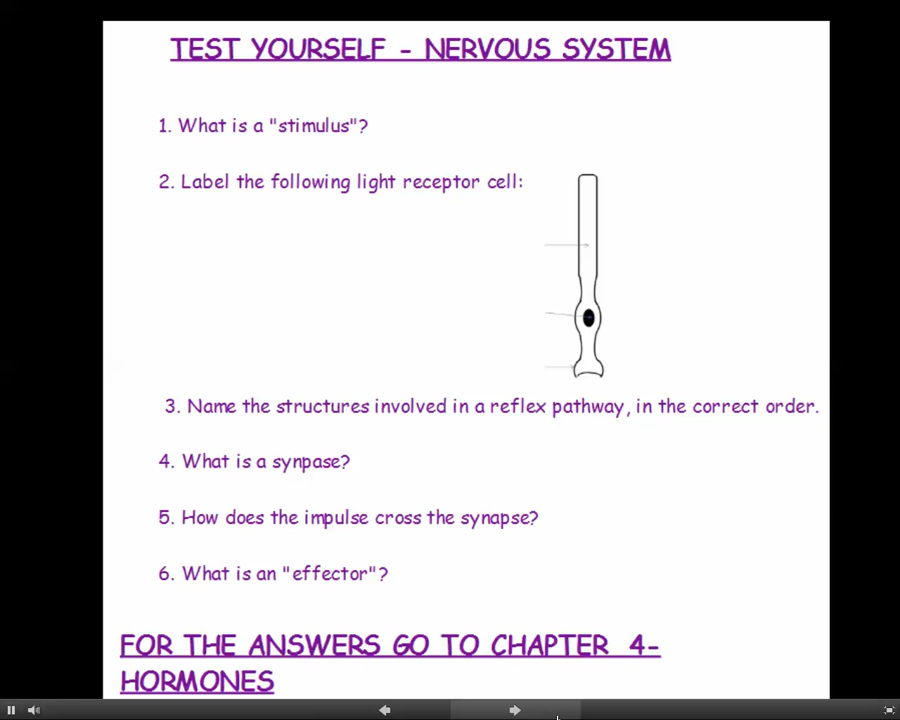 TEST YOURSELF - NERVOUS SYSTEM
1. What is a "stimulus"?
2. Label the following light receptor cell:
3. Name the structures involved in a reflex pathway, in the correct order.
4. What is a synpase?
5. How does the impulse cross the synapse?
6. What is an "effector"?
FOR THE ANSWERS GO TO CHAPTER 4-
HORMONES